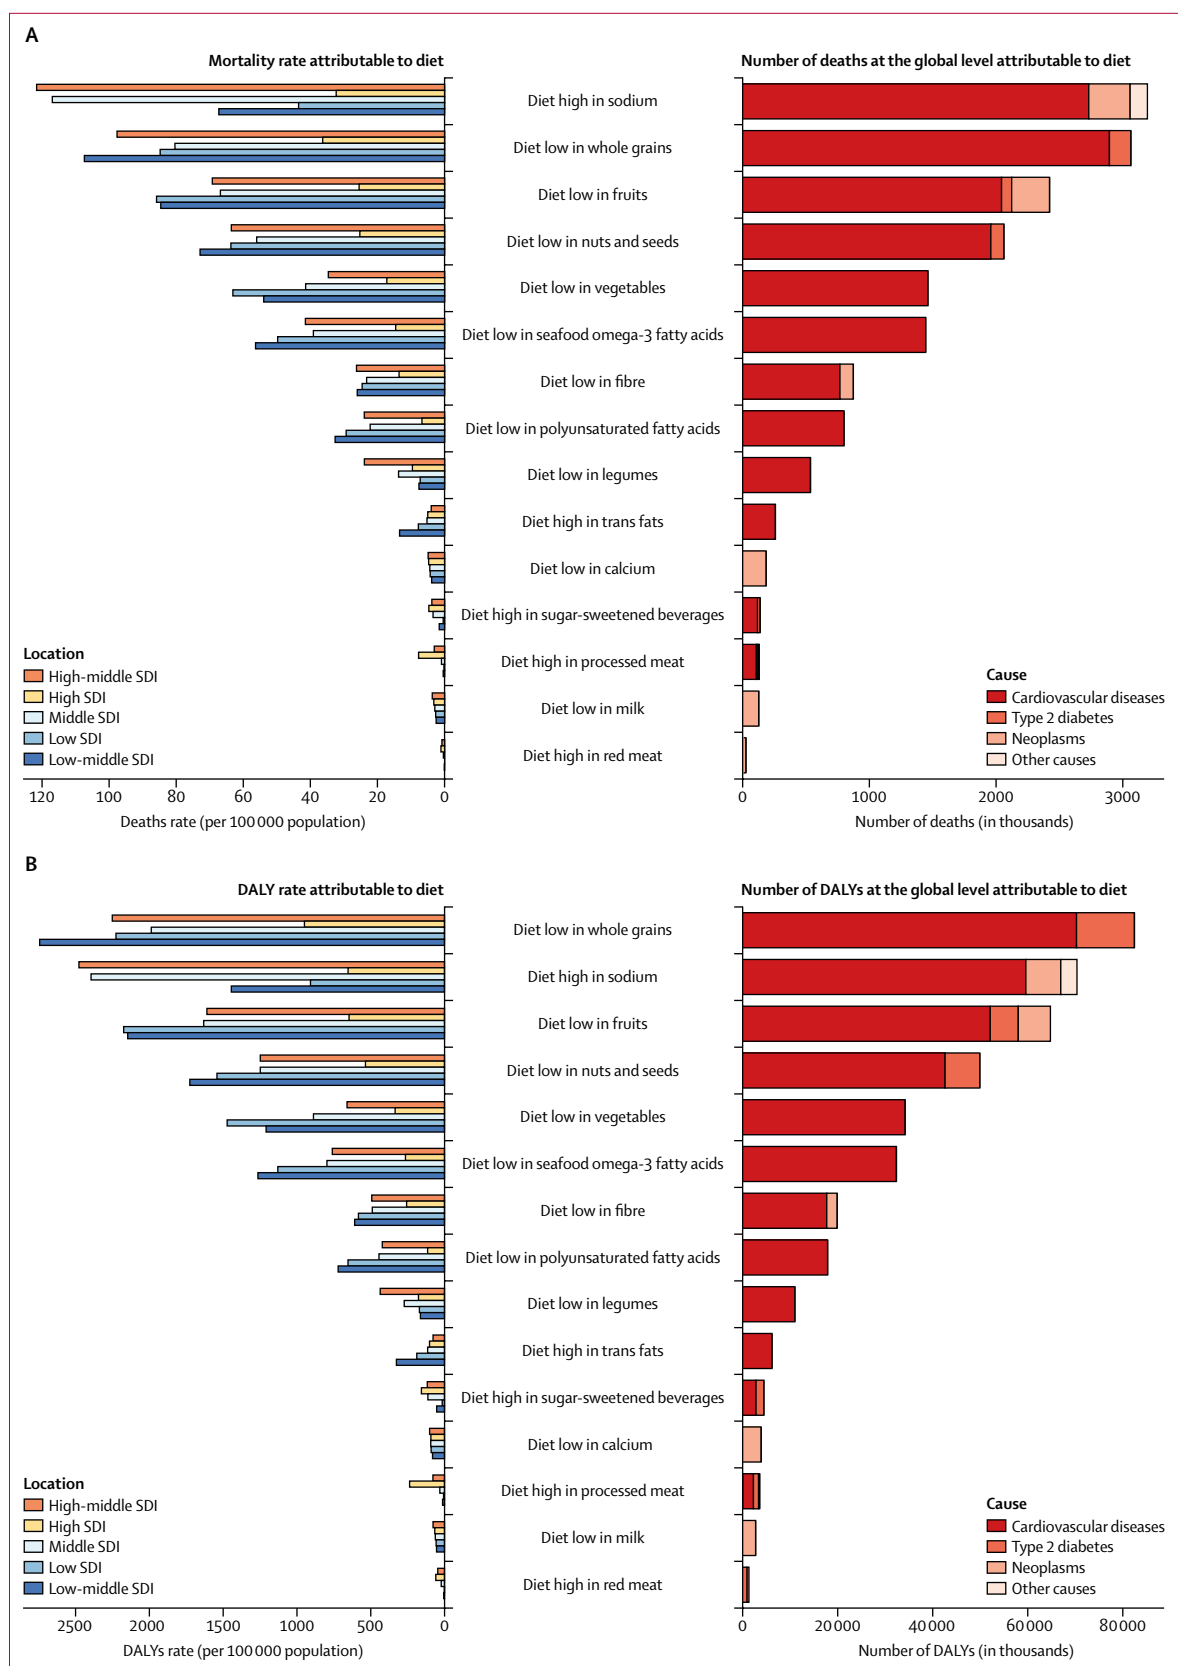 A
Mortality rate attributable to diet
Number of deaths at the global level attributable to diet
Diet high in sodium
Diet low in whole grains
Diet low in fruits
Diet low in nuts and seeds
Diet low in vegetables
Diet low in seafood omega-3 fatty acids
Diet low in fibre
Diet low in polyunsaturated fatty acids
Diet low in legumes
Diet high in trans fats
Diet low in calcium
Diet high in sugar-sweetened beverages
Diet high in processed meat
Diet low in milk
Diet high in red meat
Location
High-middle SDI
High SDI
Middle SDI
Low SDI
Low-middle SDI
Cause
Cardiovascular diseases
Type 2 diabetes
Neoplasms
Other causes
120 100 80 60 40 20 0
Deaths rate (per 100 000 population)
0 1000 2000 3000
Number of deaths (in thousands)
B
DALY rate attributable to diet
Number of DALYs at the global level attributable to diet
Diet low in whole grains
Diet high in sodium
Diet low in fruits
Diet low in nuts and seeds
Diet low in vegetables
Diet low in seafood omega-3 fatty acids
Diet low in fibre
Diet low in polyunsaturated fatty acids
Diet low in legumes
Diet high in trans fats
Diet high in sugar-sweetened beverages
Diet low in calcium
Diet high in processed meat
Diet low in milk
Diet high in red meat
Location
High-middle SDI
High SDI
Middle SDI
Low SDI
Low-middle SDI
Cause
Cardiovascular diseases
Type 2 diabetes
Neoplasms
Other causes
2500 2000 1500 1000 500 0
DALYs rate (per 100 000 population)
0 20 000 40 000 60 000 80 000
Number of DALYs (in thousands)